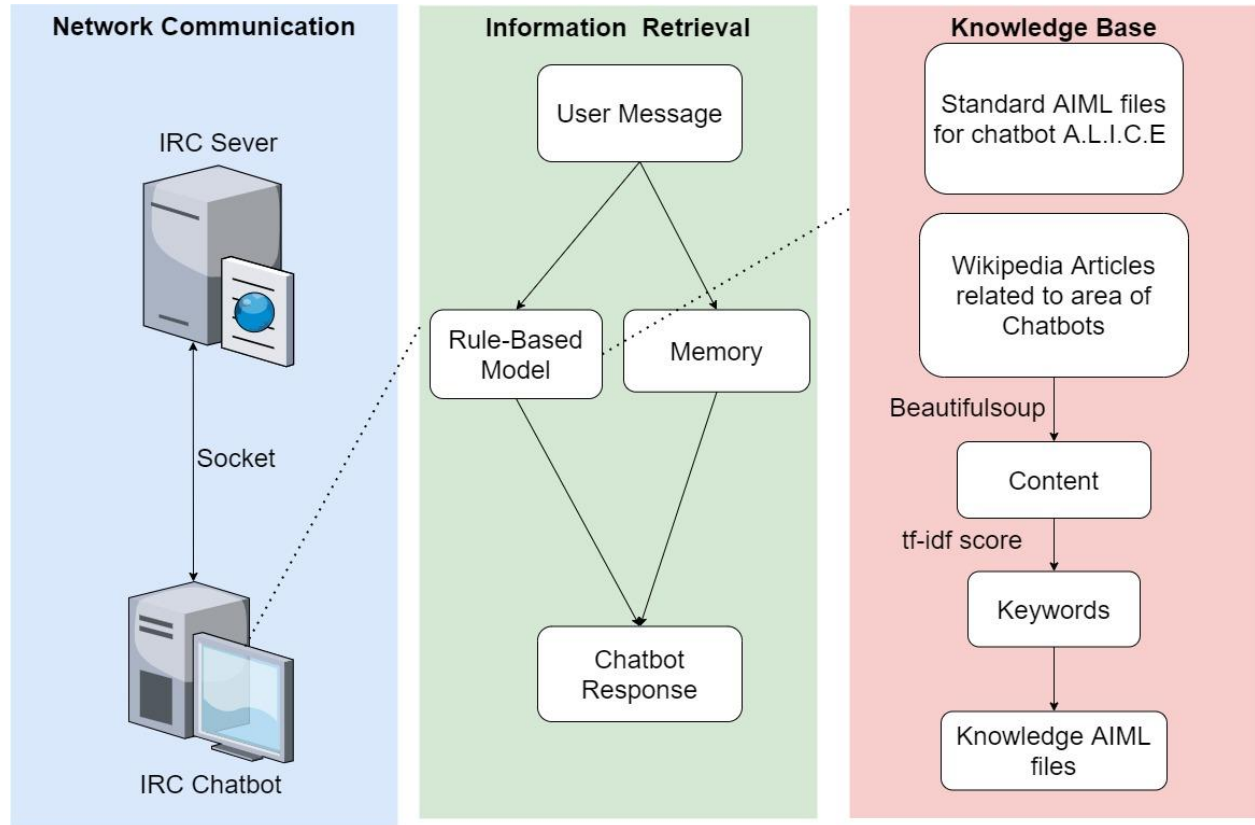 Network Communication
IRC Sever
Socket
IRC Chatbot
Information Retrieval
User Message
Rule-Based
Model
Memory
Chatbot
Response
Knowledge Base
Standard AIML files
for chatbot A.L.I.C.E
Wikipedia Articles
related to area of
Chatbots
Beautifulsoup
Content
tf-idf score
Keywords
Knowledge AIML
files